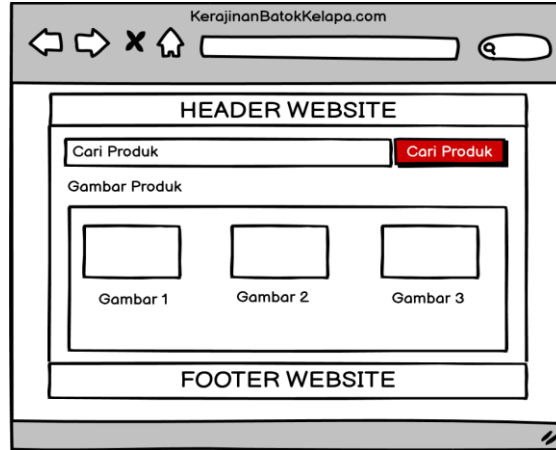 KerajinanBatokKelapa.com
HEADER WEBSITE
Cari Produk
Cari Produk
Gambar Produk
Gambar 1
Gambar 2
Gambar 3
FOOTER WEBSITE